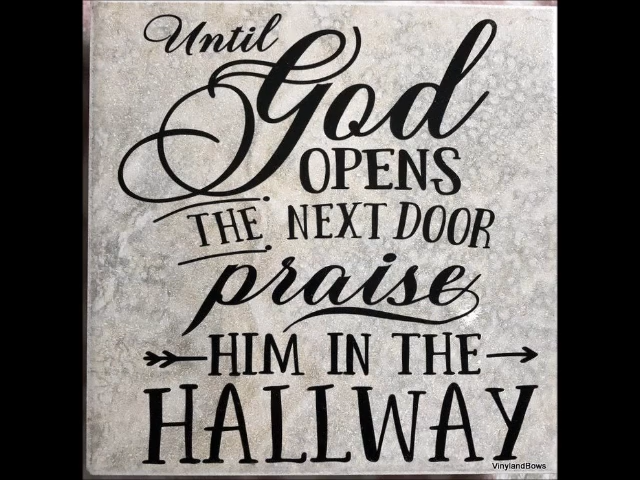 Until
God
OPENS
THE NEXT DOOR
praise
HIM IN THE
HALLWAY
VinylandBows